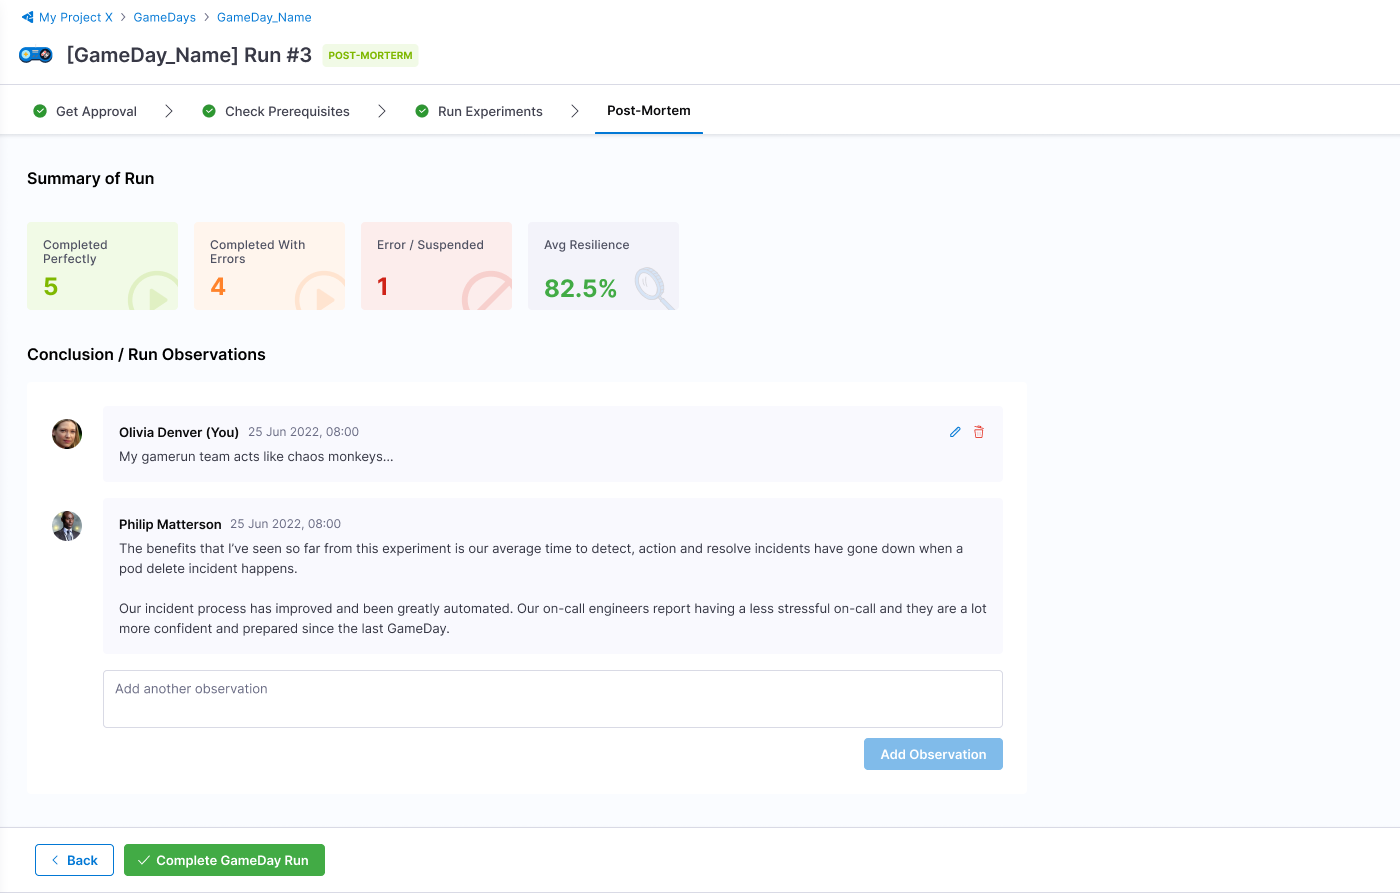 My Project X > GameDays > GameDay_Name
[GameDay_Name] Run #3 POST-MORTERM
Get Approval
Check Prerequisites
Run Experiments
Post-Mortem
Summary of Run
Completed
Perfectly
5
Completed With
Errors
4
Error / Suspended
1
Avg Resilience
82.5%
Conclusion / Run Observations
Olivia Denver (You) 25 Jun 2022, 08:00
My gamerun team acts like chaos monkeys...
Philip Matterson 25 Jun 2022, 08:00
The benefits that I've seen so far from this experiment is our average time to detect, action and resolve incidents have gone down when a
pod delete incident happens.
Our incident process has improved and been greatly automated. Our on-call engineers report having a less stressful on-call and they are a lot
more confident and prepared since the last GameDay.
Add another observation
Add Observation
Back
Complete GameDay Run